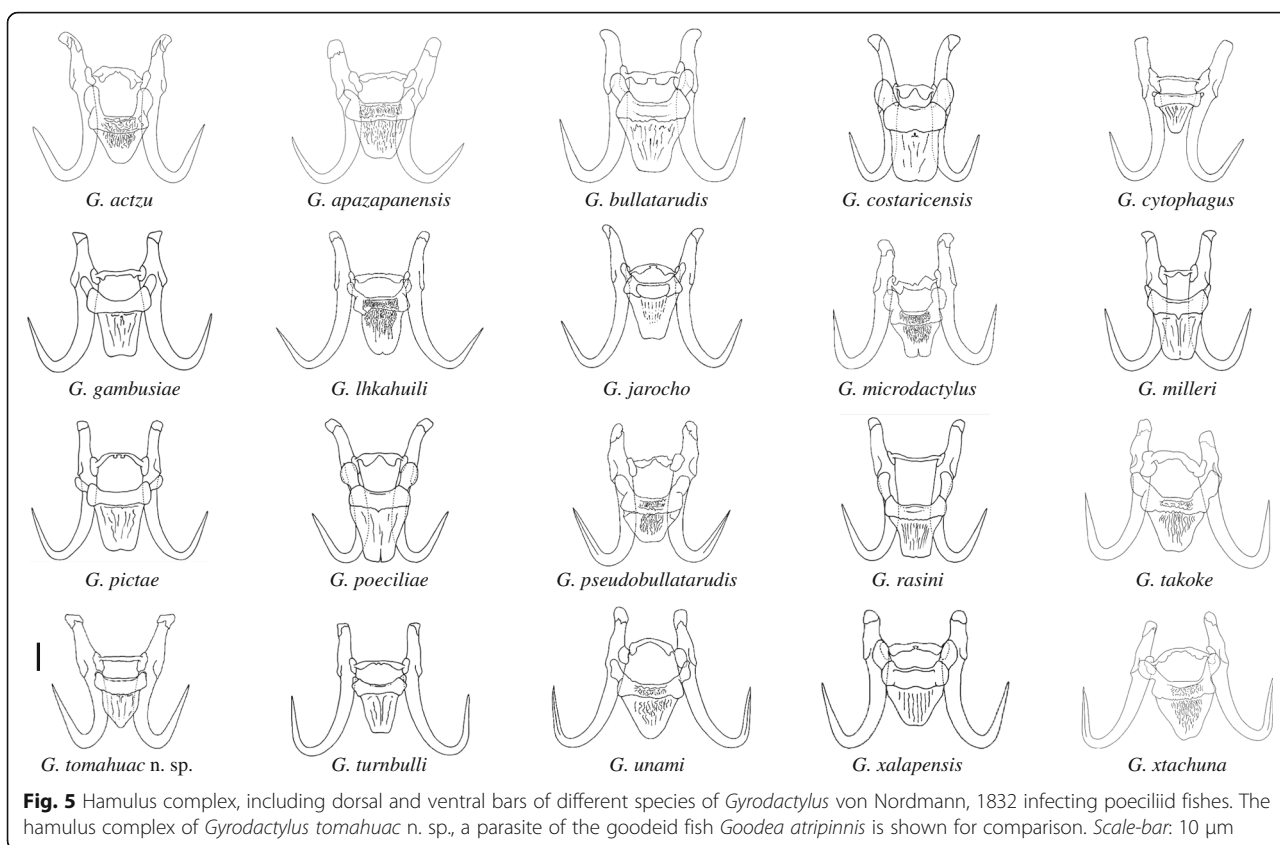 G. actzu G. apazapanensis G. bullatarudis G. costaricensis G. cytophagus
G. gambusiae G. lhkahuili G. jarocho G. microdactylus G. milleri
G. pictae G. poeciliae G. pseudobullatarudis G. rasini G. takoke
G. tomahuac n. sp. G. turnbulli G. unami G. xalapensis G. xtachuna
Fig. 5 Hamulus complex, including dorsal and ventral bars of different species of Gyrodactylus von Nordmann, 1832 infecting poeciliid fishes. The
hamulus complex of Gyrodactylus tomahuac n. sp., a parasite of the goodeid fish Goodea atripinnis is shown for comparison. Scale-bar: 10 μm